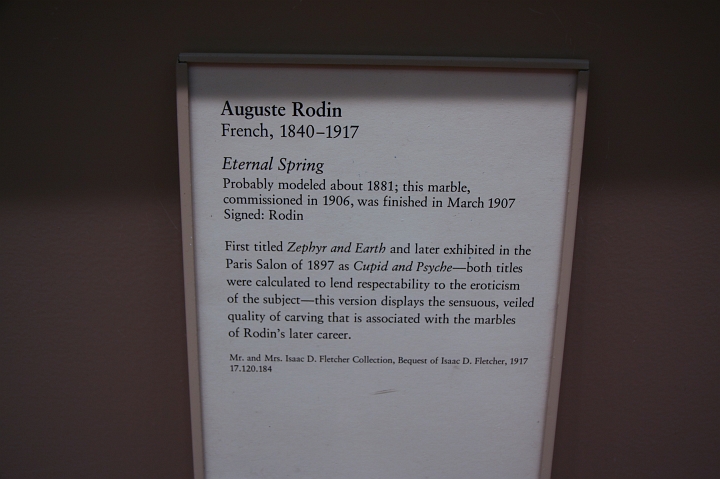 Auguste Rodin
French, 1840–1917
Eternal Spring
Probably modeled about 1881; this marble,
commissioned in 1906, was finished in March 1907
Signed: Rodin
First titled Zephyr and Earth and later exhibited in the
Paris Salon of 1897 as Cupid and Psyche—both titles
were calculated to lend respectability to the eroticism
of the subject—this version displays the sensuous, veiled
quality of carving that is associated with the marbles
of Rodin's later career.
Mr. and Mrs. Isaac D. Fletcher Collection, Bequest of Isaac D. Fletcher, 1917
17.120.184